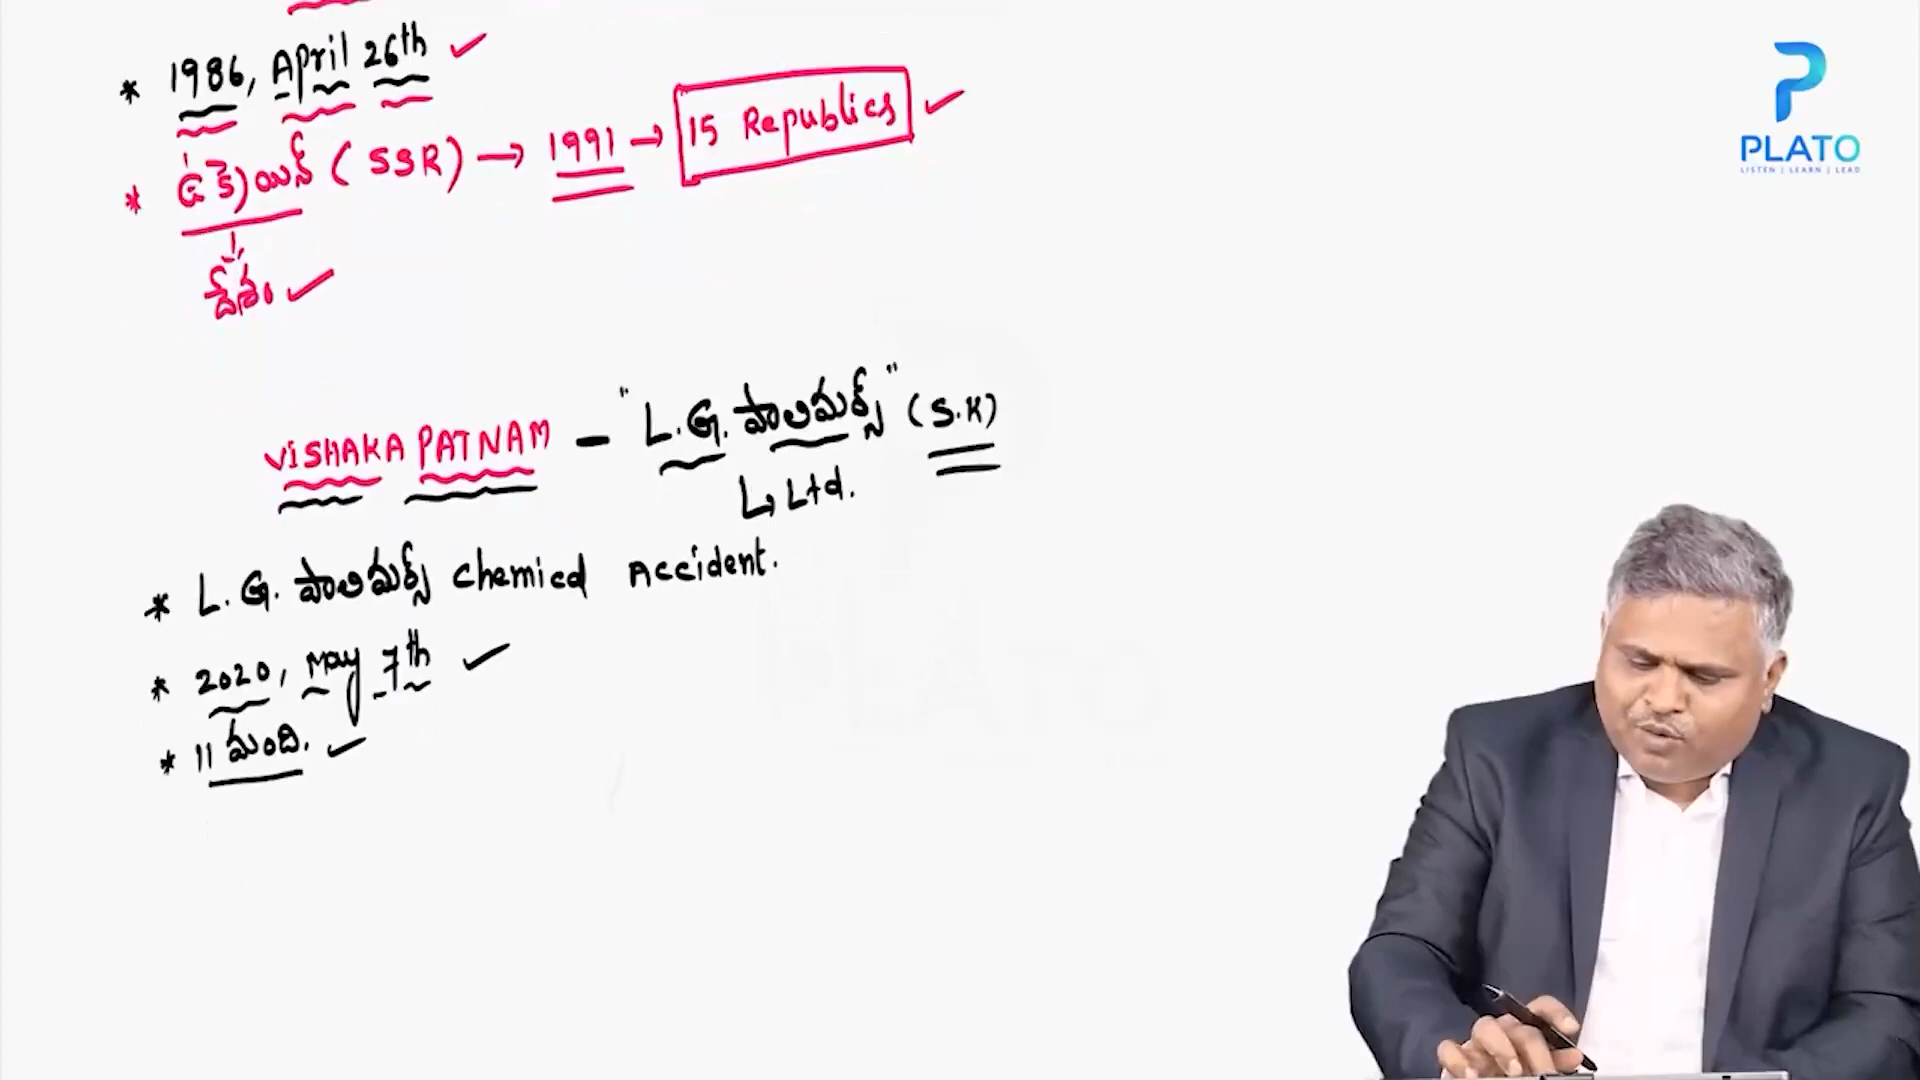 * 1986, April 26th
* ఉక్రెయిన్ (SSR) → 1991 → 15 Republics
దేశం
VISHAKA PATNAM - "L.G. పాలిమర్స్" (S.K)
Ltd.
* L.G. పాలిమర్స్ chemical Accident.
* 2020, May 7th
* 11 మంది.
PLATO
LISTEN | LEARN | LEAD
PLATO